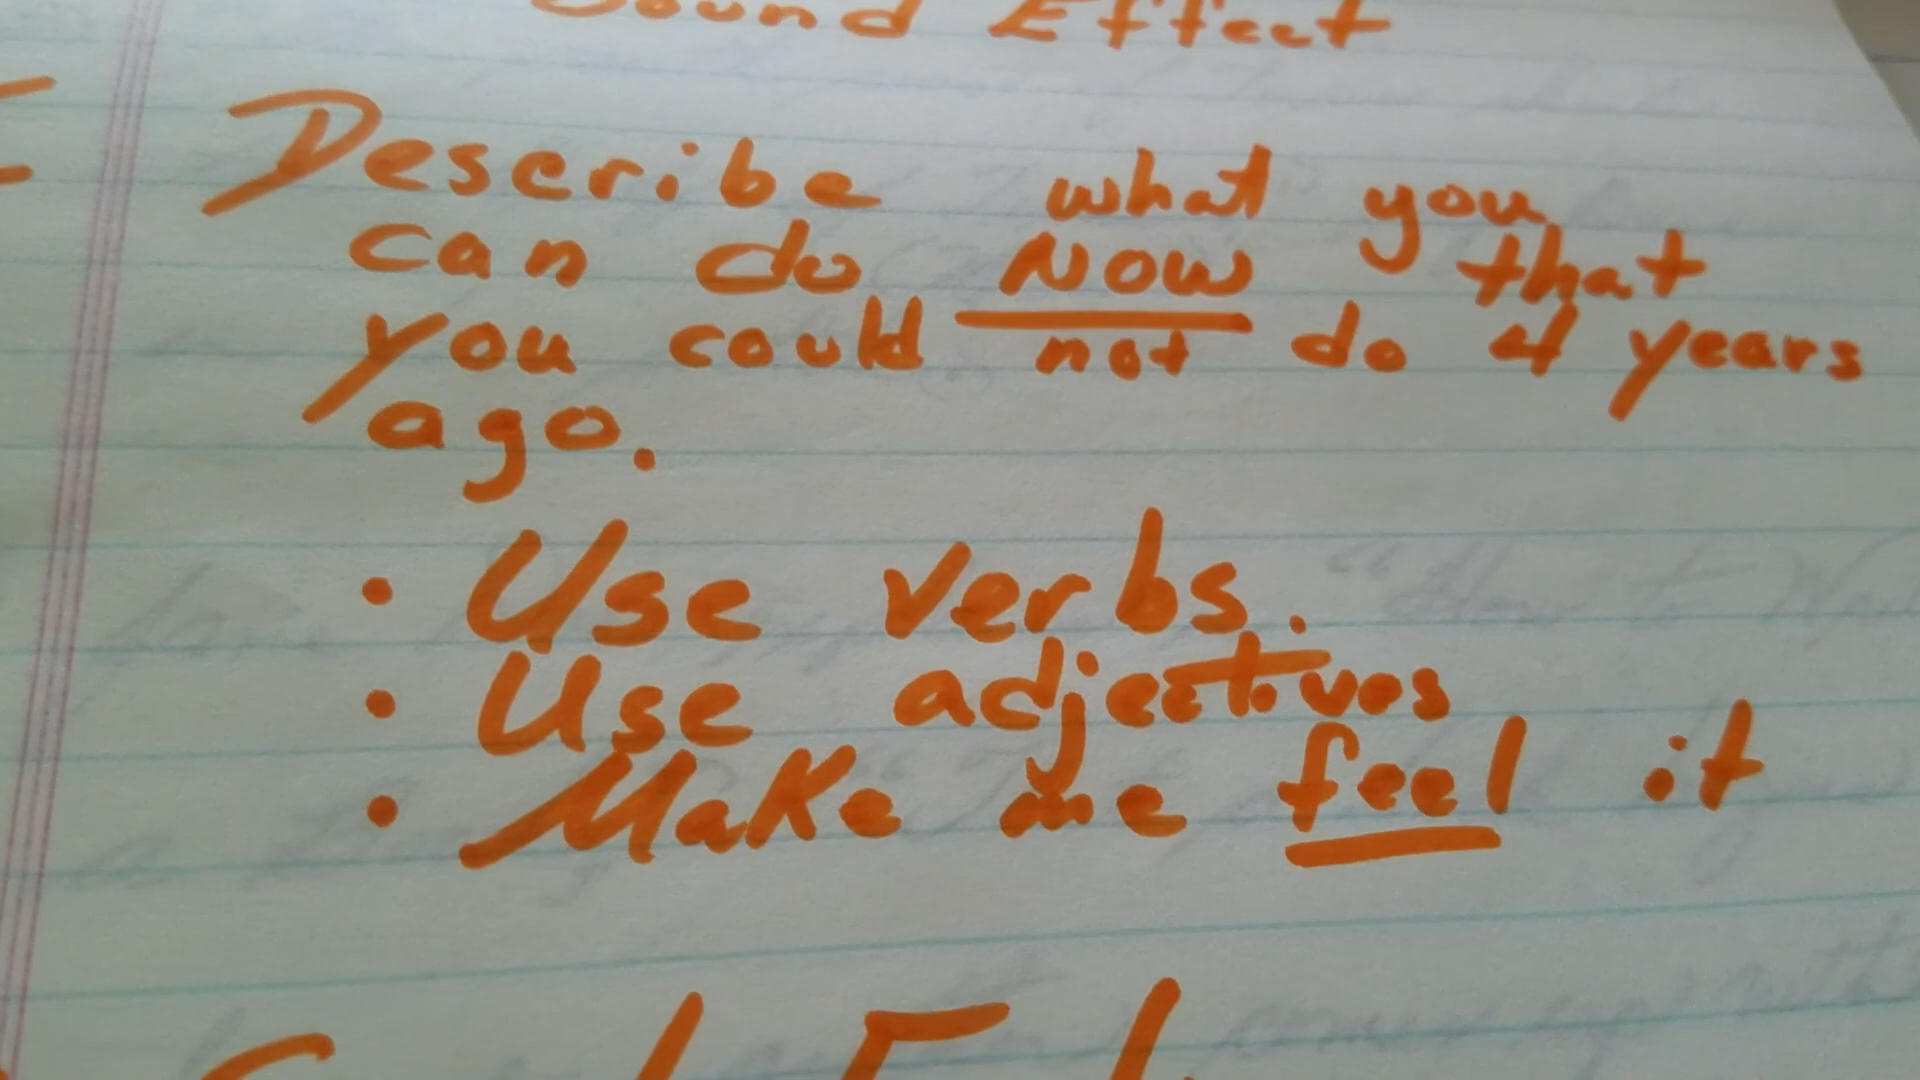 Sound Effect
Describe what you
can do NOW that
you could not do 4 years
ago.
• Use verbs.
• Use adjectives
• Make me feel it